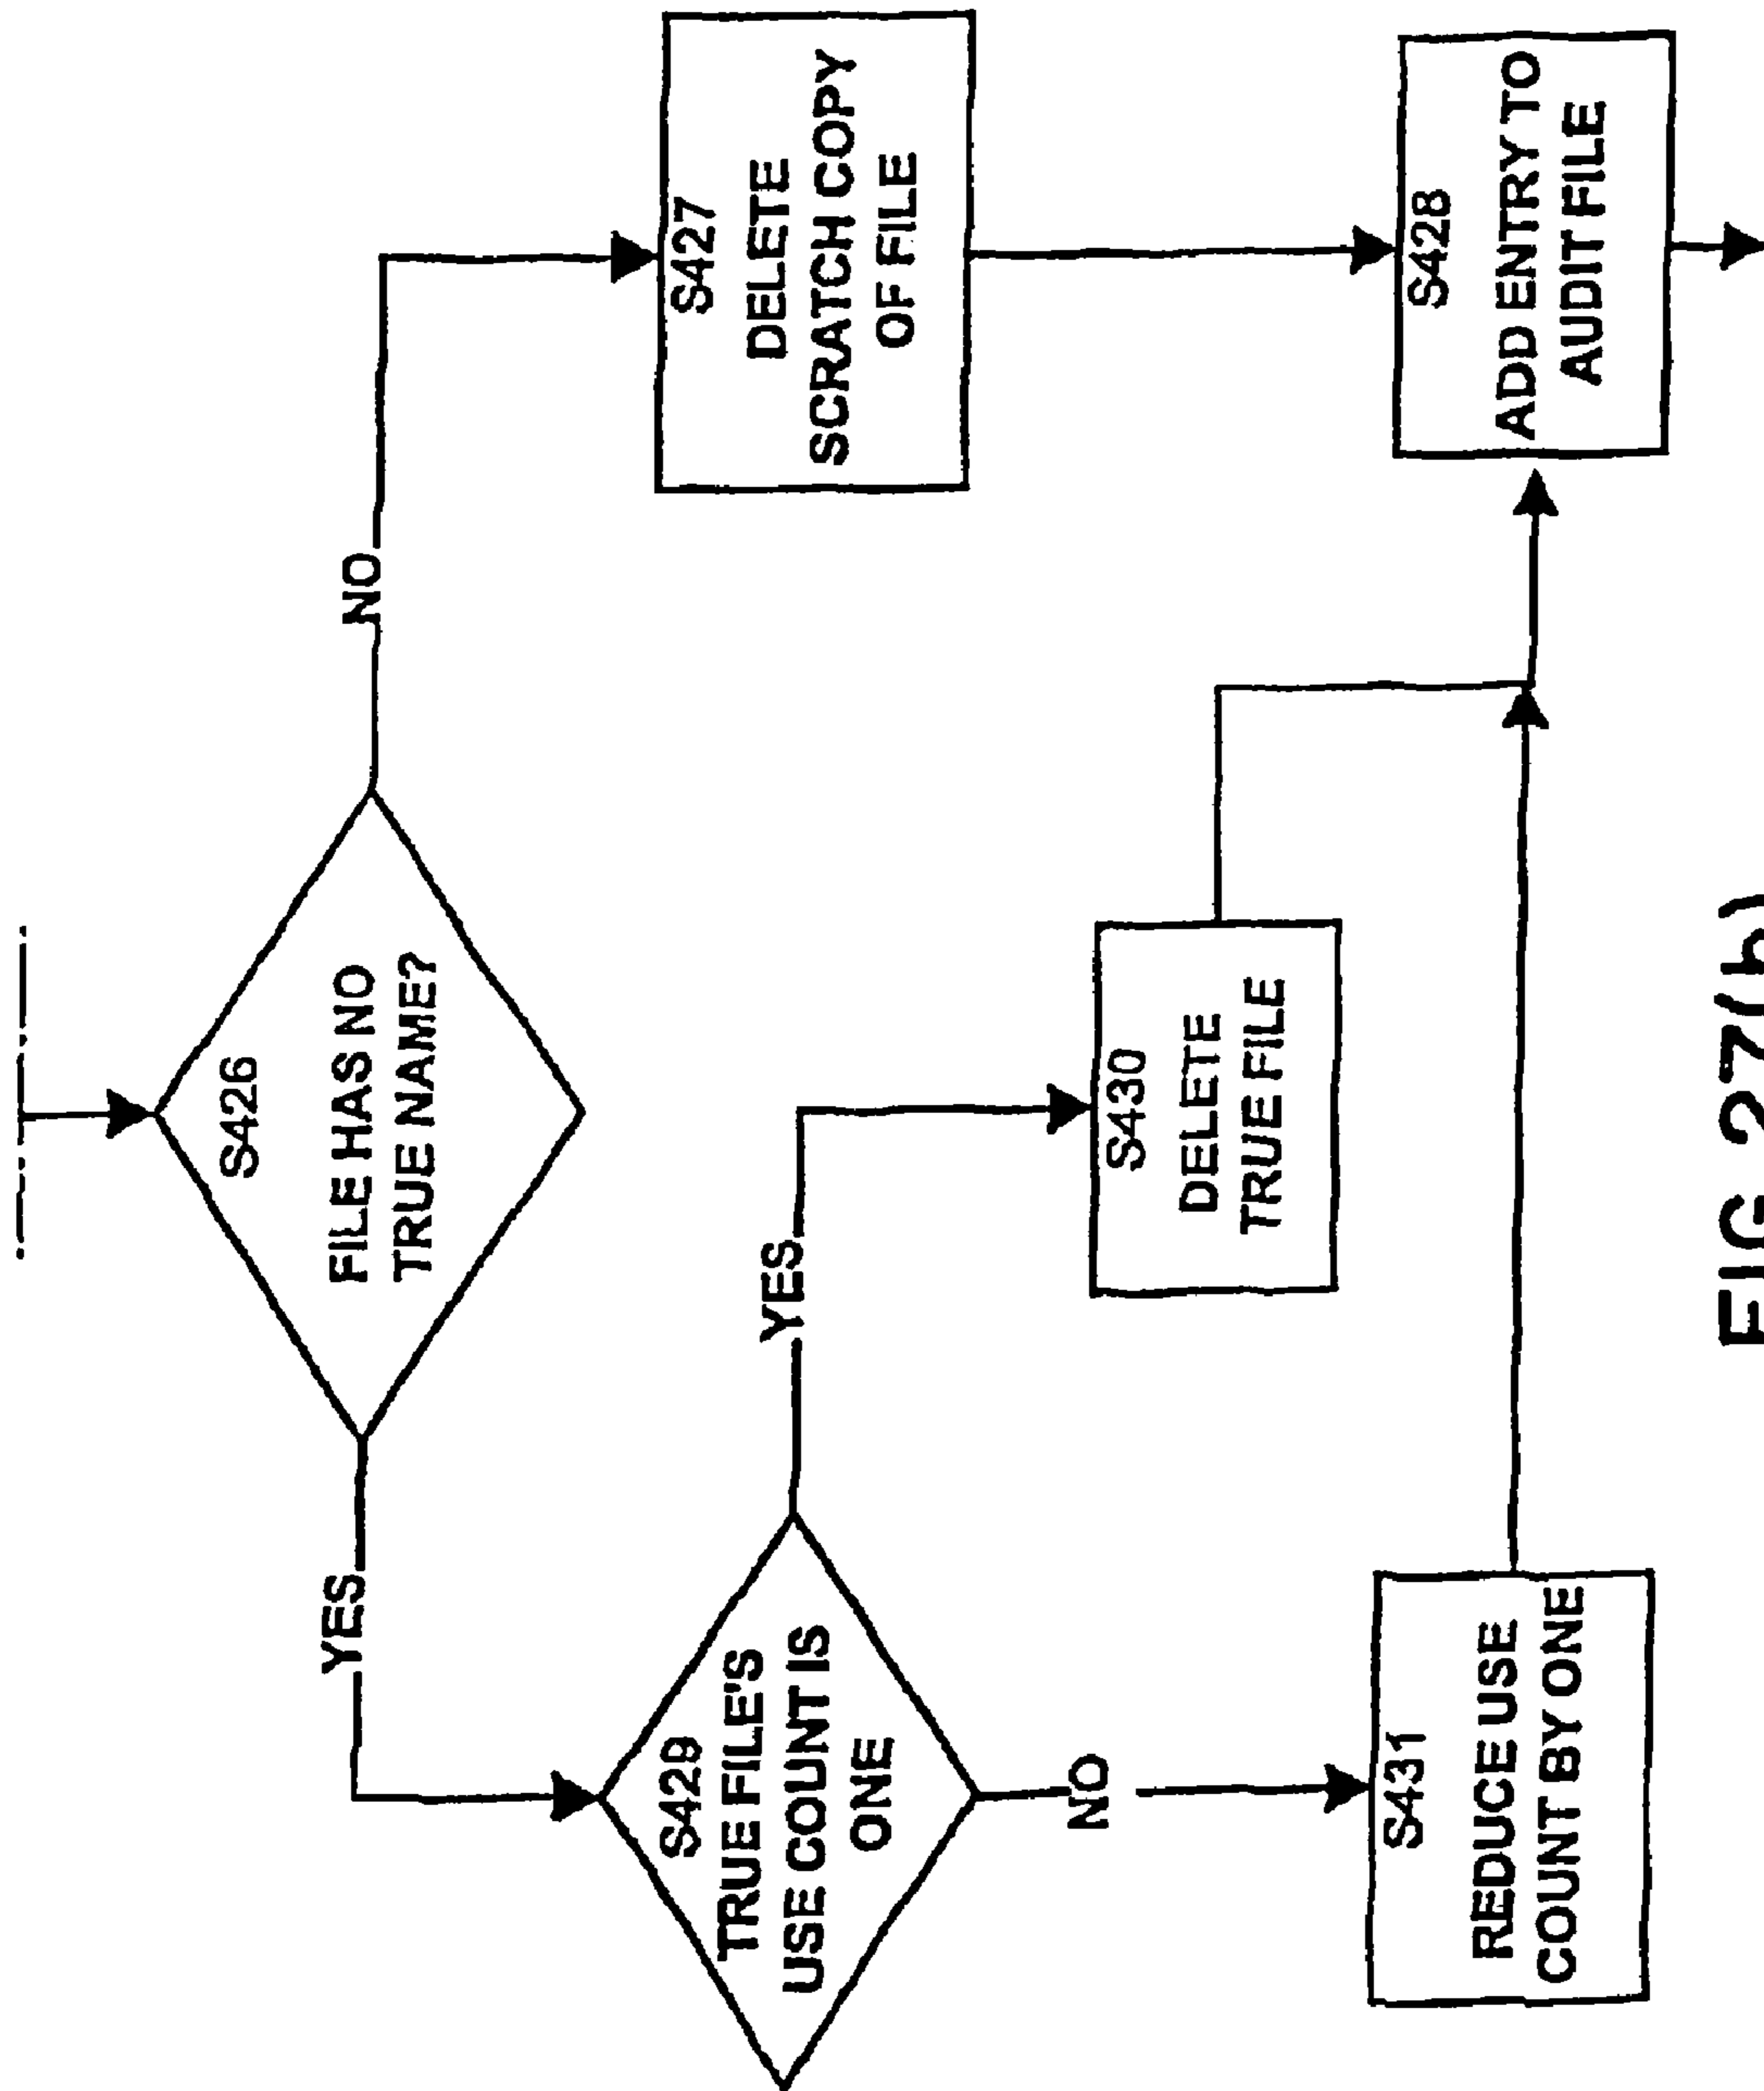 S426
FILE HAS NO
TRUE NAME?
YES
NO
S429
TRUE FILE'S
USE COUNT IS
ONE
YES
NO
S427
DELETE
SCRATCH COPY
OF FILE
S430
DELETE
TRUE FILE
S431
REDUCE USE
COUNT BY ONE
S428
ADD ENTRY TO
AUDIT FILE
FIG. 27(b)